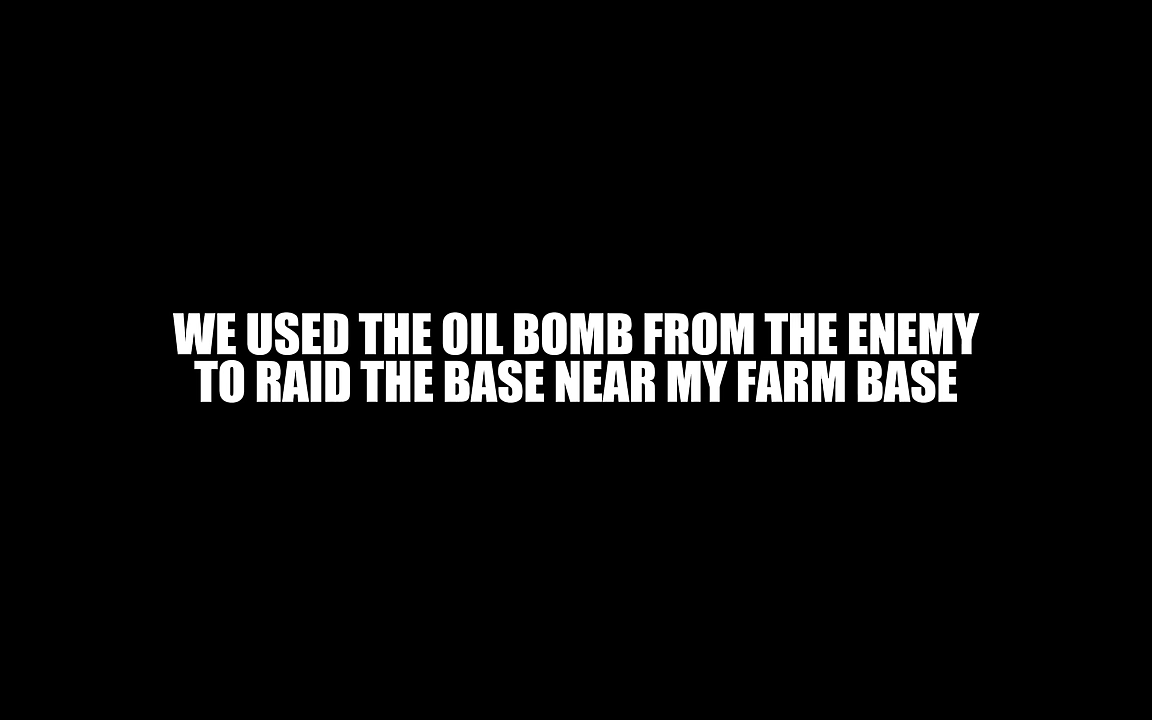 WE USED THE OIL BOMB FROM THE ENEMY
TO RAID THE BASE NEAR MY FARM BASE